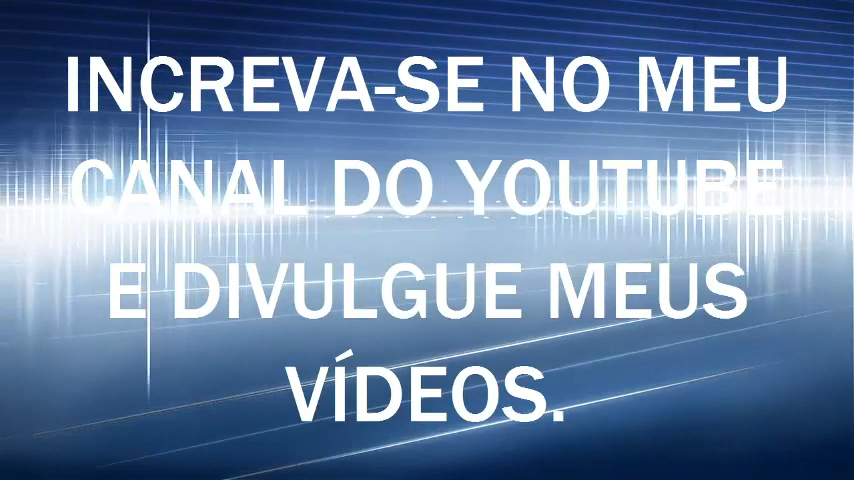 INCREVA-SE NO MEU
CANAL DO YOUTUBE
E DIVULGUE MEUS
VÍDEOS.